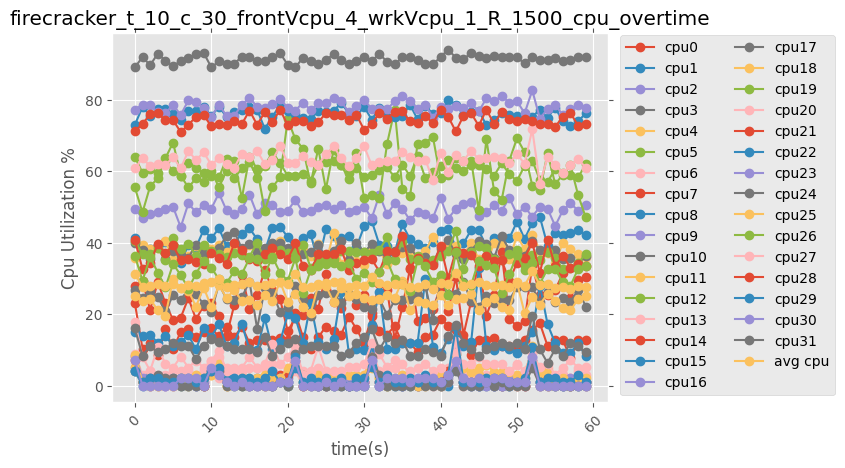 firecracker_t_10_c_30_frontVcpu_4_wrkVcpu_1_R_1500_cpu_overtime
Cpu Utilization %
80
60
40
20
0
0
10
20
30
40
50
60
time(s)
cpu0
cpu1
cpu2
cpu3
cpu4
cpu5
cpu6
cpu7
cpu8
cpu9
cpu10
cpu11
cpu12
cpu13
cpu14
cpu15
cpu16
cpu17
cpu18
cpu19
cpu20
cpu21
cpu22
cpu23
cpu24
cpu25
cpu26
cpu27
cpu28
cpu29
cpu30
cpu31
avg cpu